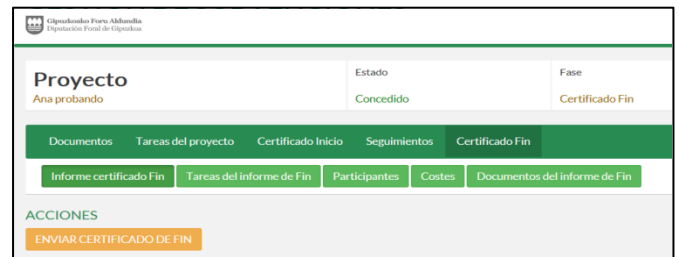 Gipuzkoako Foru Aldundia
Diputación Foral de Gipuzkoa
Proyecto
Ana probando
Estado
Concedido
Fase
Certificado Fin
Documentos Tareas del proyecto Certificado Inicio Seguimientos Certificado Fin
Informe certificado Fin Tareas del informe de Fin Participantes Costes Documentos del informe de Fin
ACCIONES
ENVIAR CERTIFICADO DE FIN